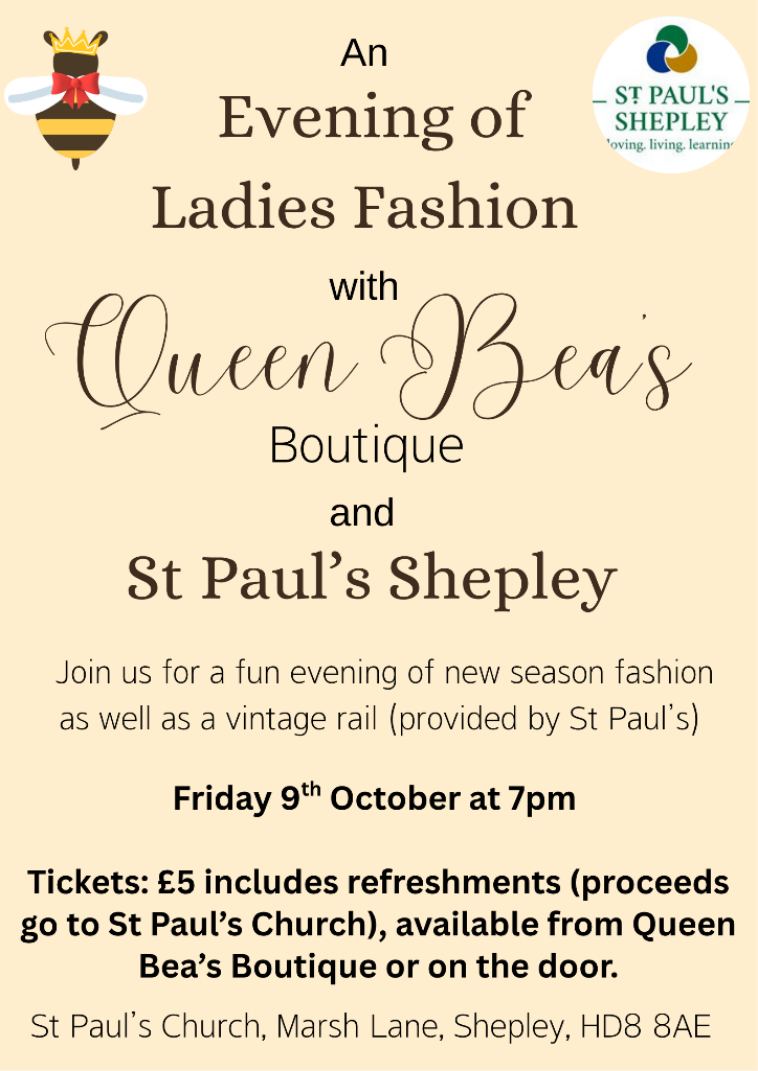 An
Evening of
Ladies Fashion
with
Queen Bea's
Boutique
and
St Paul's Shepley
ST PAUL'S
SHEPLEY
loving. living. learning
Join us for a fun evening of new season fashion
as well as a vintage rail (provided by St Paul's)
Friday 9th October at 7pm
Tickets: £5 includes refreshments (proceeds
go to St Paul's Church), available from Queen
Bea's Boutique or on the door.
St Paul's Church, Marsh Lane, Shepley, HD8 8AE